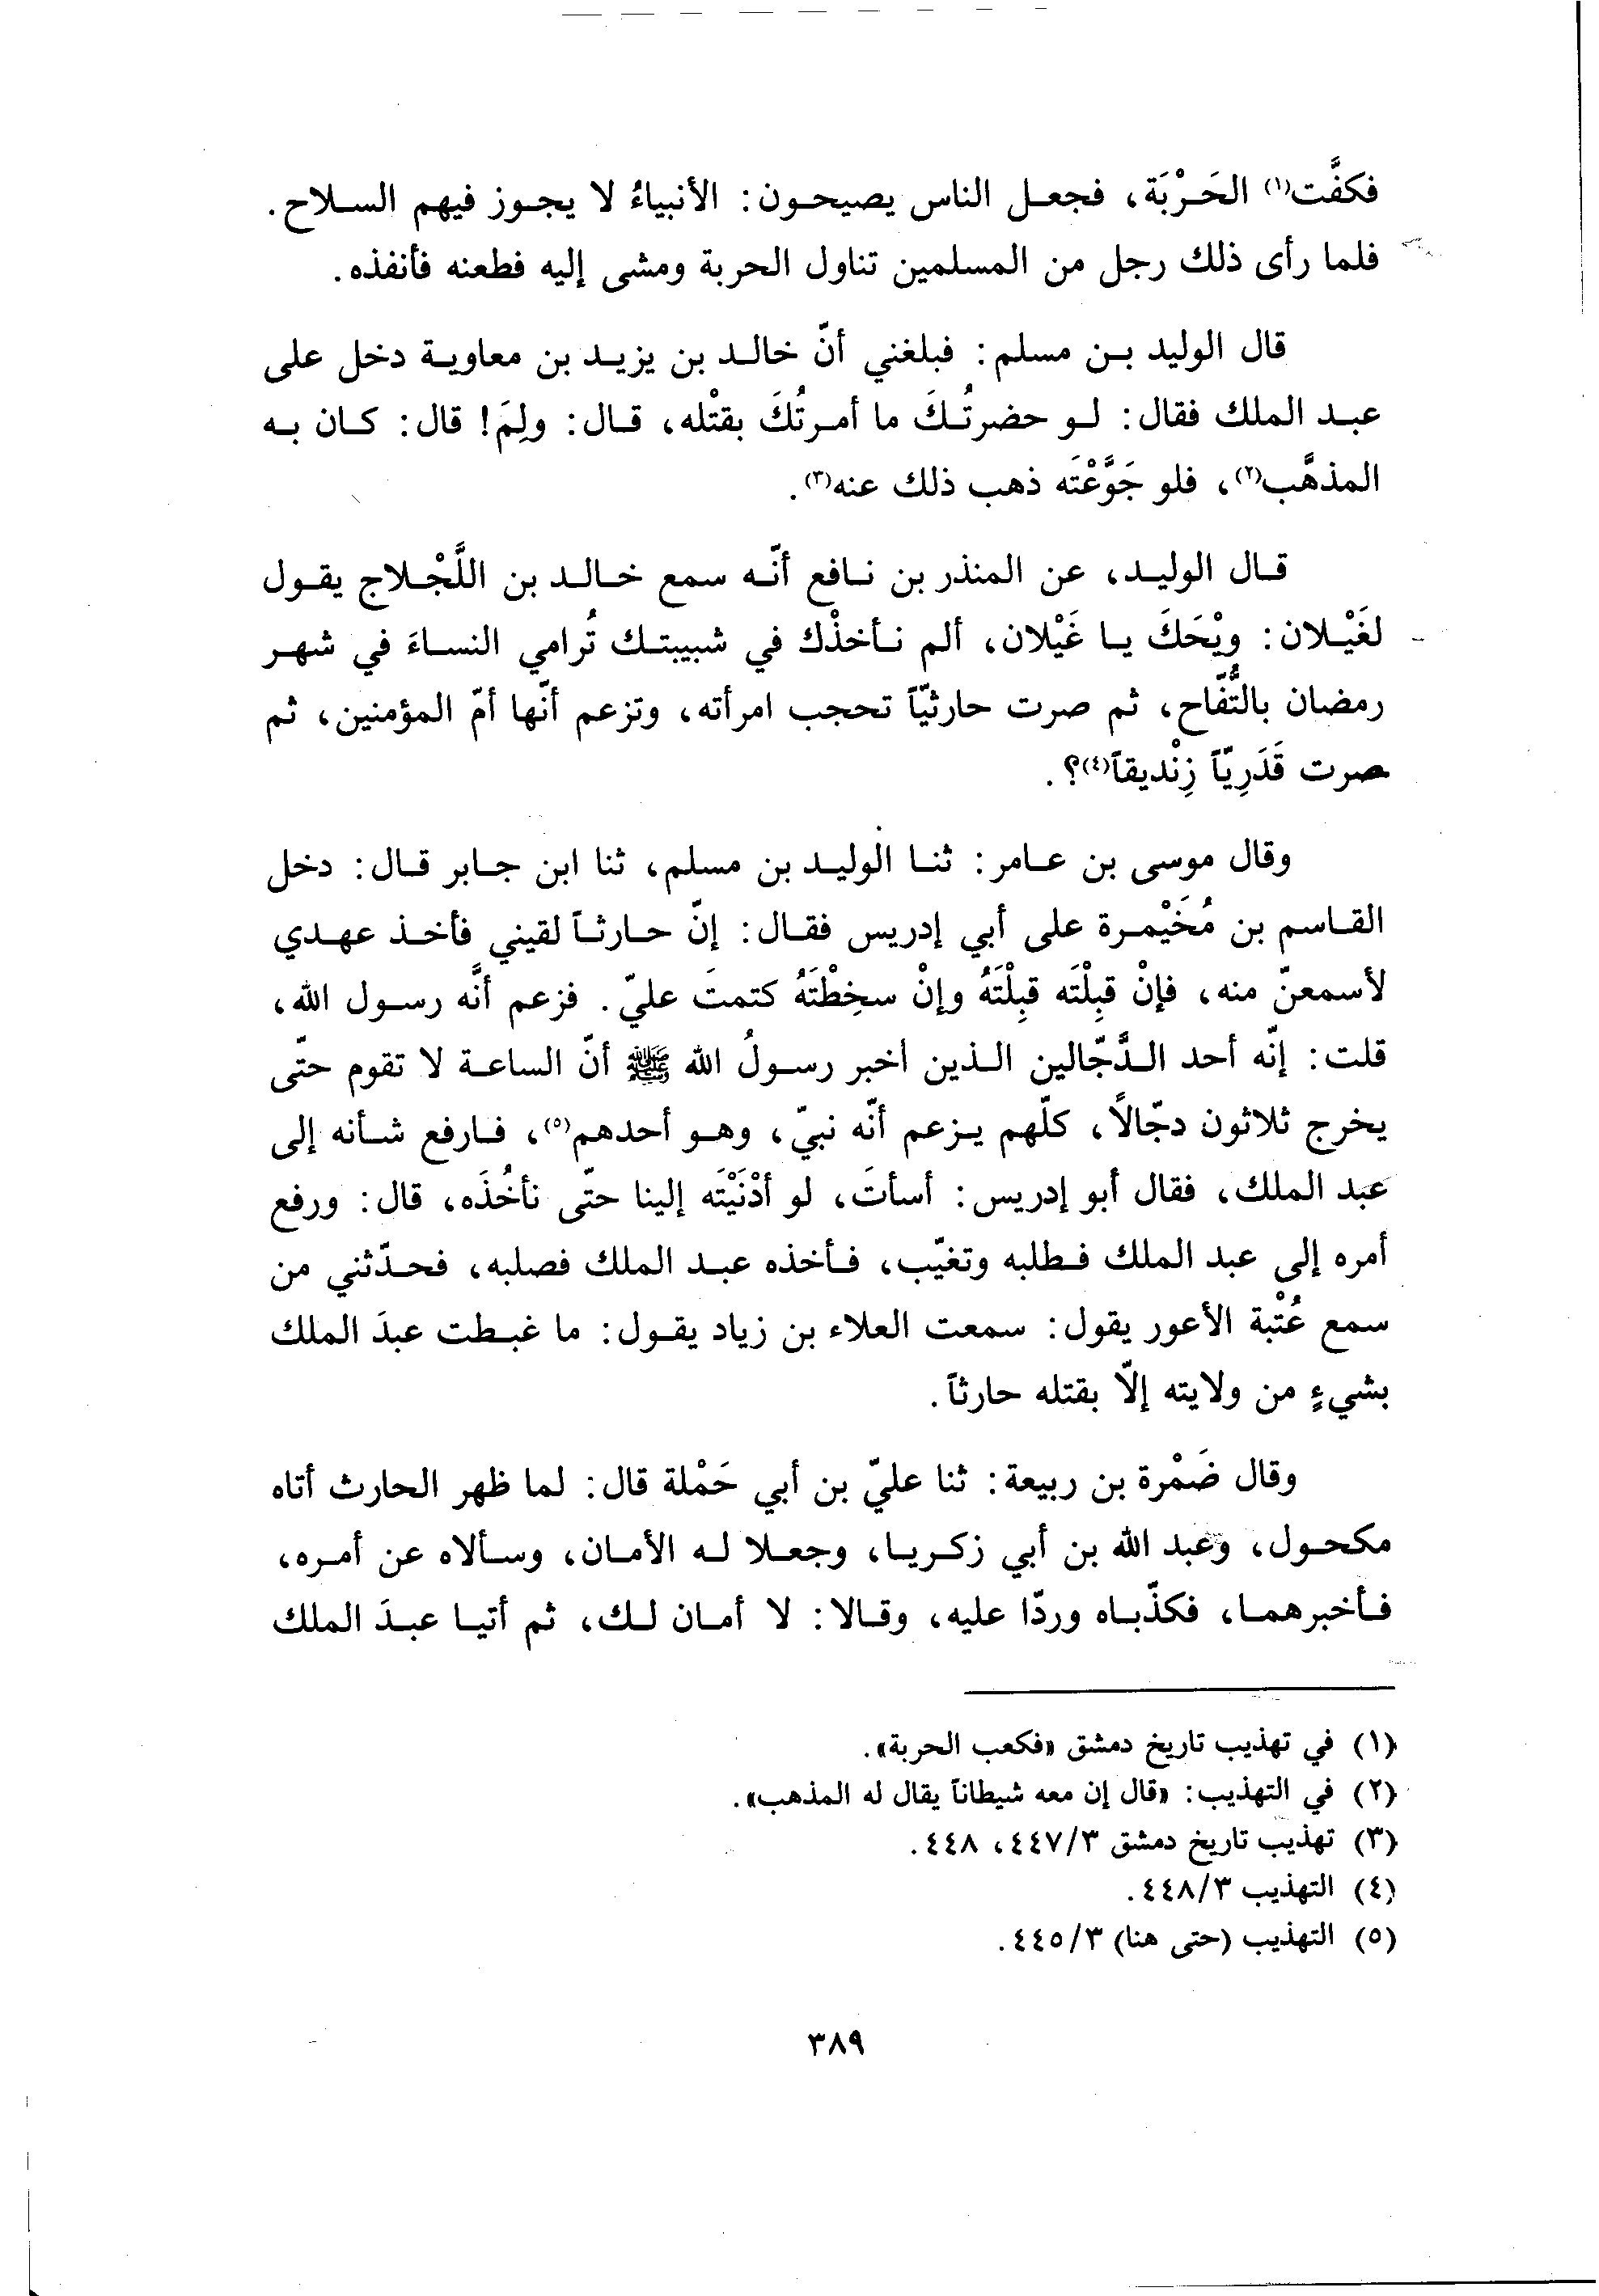 فكفَّت(١) الحَرْبَة، فجعل الناس يصيحون: الأنبياءُ لا يجوز فيهم السلاح.
فلما رأى ذلك رجل من المسلمين تناول الحربة ومشى إليه فطعنه فأنفذه.
قال الوليد بن مسلم: فبلغني أنّ خالد بن يزيد بن معاوية دخل على
عبد الملك فقال: لو حضرتُكَ ما أمرتُكَ بقتْله، قال: ولِمَ! قال: كان به
المذهَّب(٢)، فلو جَوَّعْتَه ذهب ذلك عنه(٣).
قال الوليد، عن المنذر بن نافع أنّه سمع خالد بن اللَّجْلاج يقول
لغَيْلان: ويْحَكَ يا غَيْلان، ألم نأخذْك في شبيبتك تُرامي النساءَ في شهر
رمضان بالتُّفّاح، ثم صرت حارثيّاً تحجب امرأته، وتزعم أنّها أمّ المؤمنين، ثم
صرت قَدَرِيّاً زِنْديقاً(٤)؟.
وقال موسى بن عامر: ثنا الوليد بن مسلم، ثنا ابن جابر قال: دخل
القاسم بن مُخَيْمرة على أبي إدريس فقال: إنّ حارثاً لقيني فأخذ عهدي
لأسمعنّ منه، فإنْ قبِلْتَه قبِلْتَهُ وإنْ سخِطْتَهُ كتمتَ عليّ. فزعم أنَّه رسول الله،
قلت: إنّه أحد الدَّجّالين الذين أخبر رسولُ الله ﷺ أنّ الساعة لا تقوم حتّى
يخرج ثلاثون دجّالاً، كلّهم يزعم أنّه نبيّ، وهو أحدهم(٥)، فارفع شأنه إلى
عبد الملك، فقال أبو إدريس: أسأتَ، لو أدْنَيْتَه إلينا حتّى نأخُذَه، قال: ورفع
أمره إلى عبد الملك فطلبه وتغيّب، فأخذه عبد الملك فصلبه، فحدّثني من
سمع عُتْبة الأعور يقول: سمعت العلاء بن زياد يقول: ما غبطت عبدَ الملك
بشيءٍ من ولايته إلّا بقتله حارثاً.
وقال ضَمْرة بن ربيعة: ثنا عليّ بن أبي حَمْلة قال: لما ظهر الحارث أتاه
مكحول، وعبد الله بن أبي زكريا، وجعلا له الأمان، وسألاه عن أمره،
فأخبرهما، فكذّباه وردّا عليه، وقالا: لا أمان لك، ثم أتيا عبدَ الملك
(١) في تهذيب تاريخ دمشق «فكعب الحربة».
(٢) في التهذيب: «قال إن معه شيطاناً يقال له المذهب».
(٣) تهذيب تاريخ دمشق ٤٤٧/٣، ٤٤٨.
(٤) التهذيب ٤٤٨/٣.
(٥) التهذيب (حتى هنا) ٤٤٥/٣.
٣٨٩